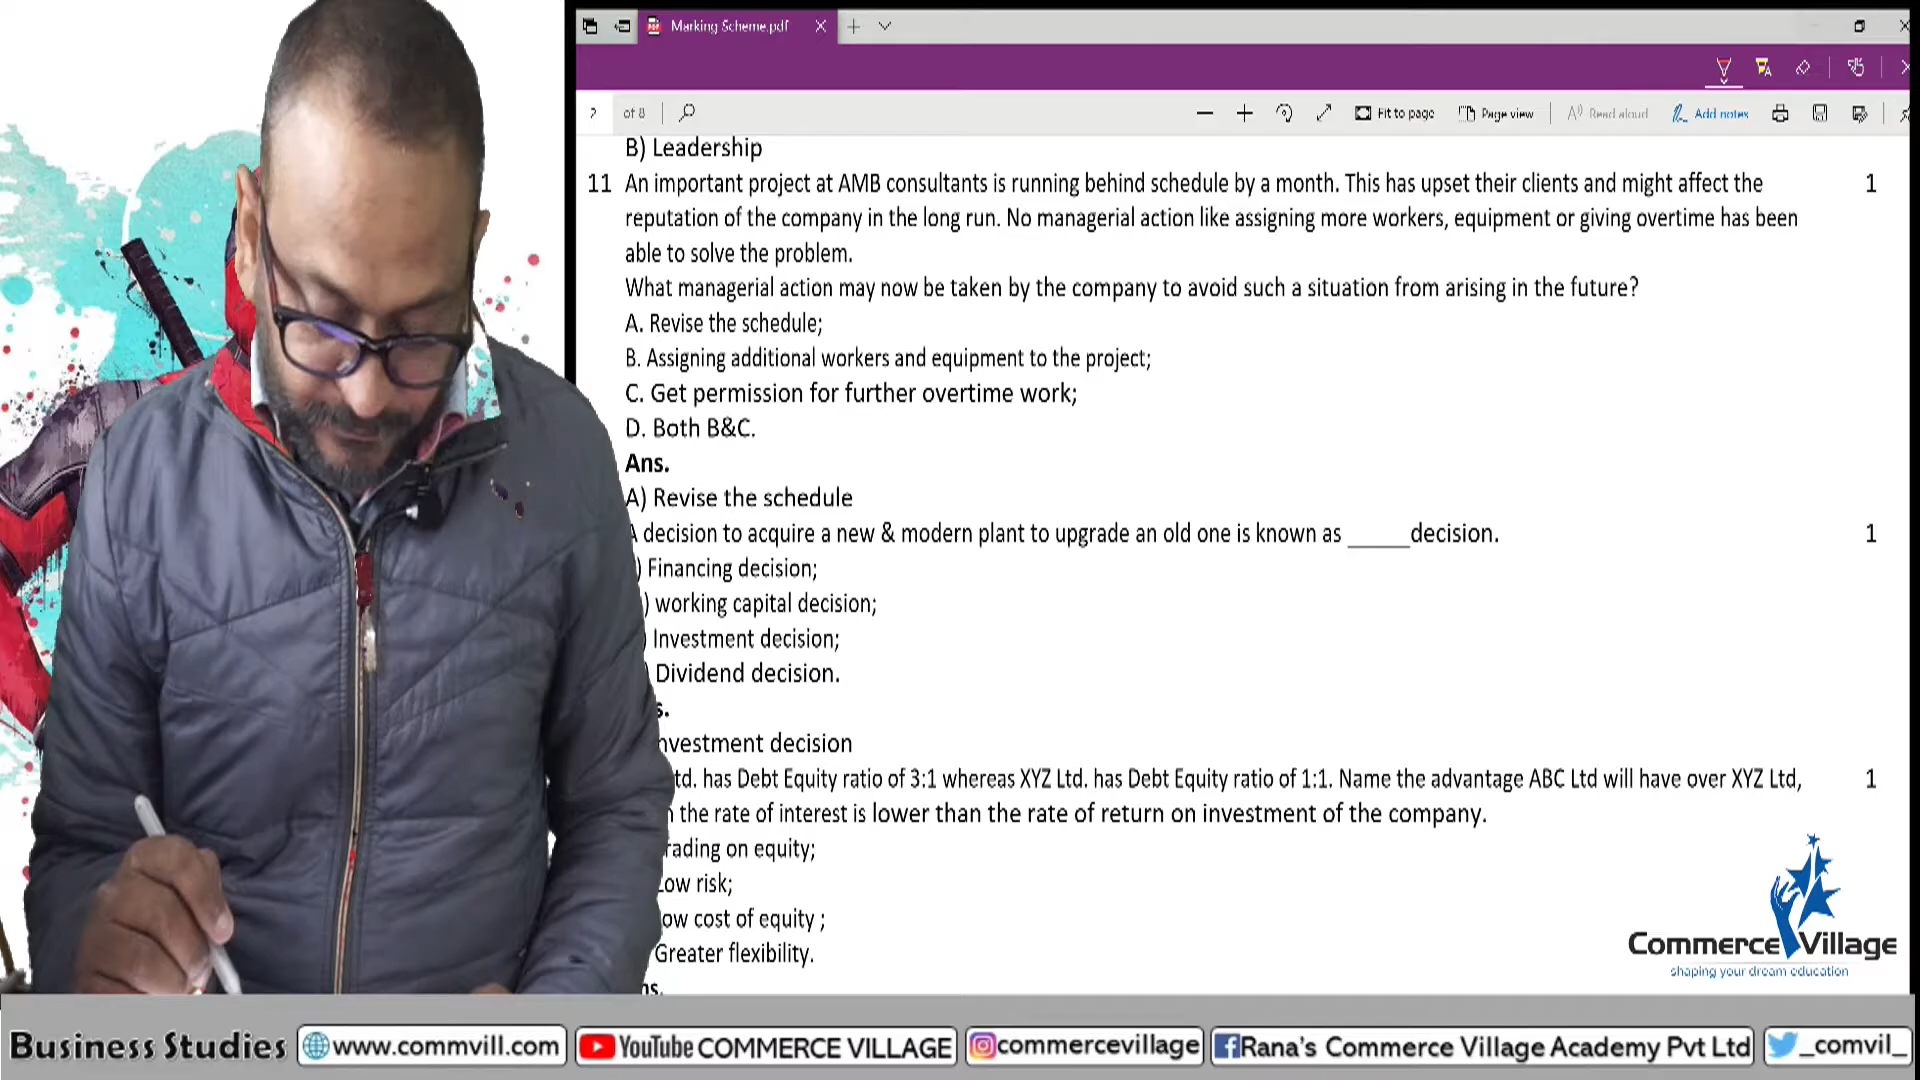 Marking Scheme.pdf
2 of 8
Fit to page
Page view
Read aloud
Add notes
B) Leadership
11 An important project at AMB consultants is running behind schedule by a month. This has upset their clients and might affect the 1
reputation of the company in the long run. No managerial action like assigning more workers, equipment or giving overtime has been
able to solve the problem.
What managerial action may now be taken by the company to avoid such a situation from arising in the future?
A. Revise the schedule;
B. Assigning additional workers and equipment to the project;
C. Get permission for further overtime work;
D. Both B&C.
Ans.
A) Revise the schedule
A decision to acquire a new & modern plant to upgrade an old one is known as _____decision. 1
) Financing decision;
) working capital decision;
) Investment decision;
) Dividend decision.
s.
nvestment decision
td. has Debt Equity ratio of 3:1 whereas XYZ Ltd. has Debt Equity ratio of 1:1. Name the advantage ABC Ltd will have over XYZ Ltd, 1
the rate of interest is lower than the rate of return on investment of the company.
rading on equity;
Low risk;
ow cost of equity ;
Greater flexibility.
ns.
Commerce Village
shaping your dream education
Business Studies
www.commvill.com
YouTube COMMERCE VILLAGE
commercevillage
Rana's Commerce Village Academy Pvt Ltd
_comvil_